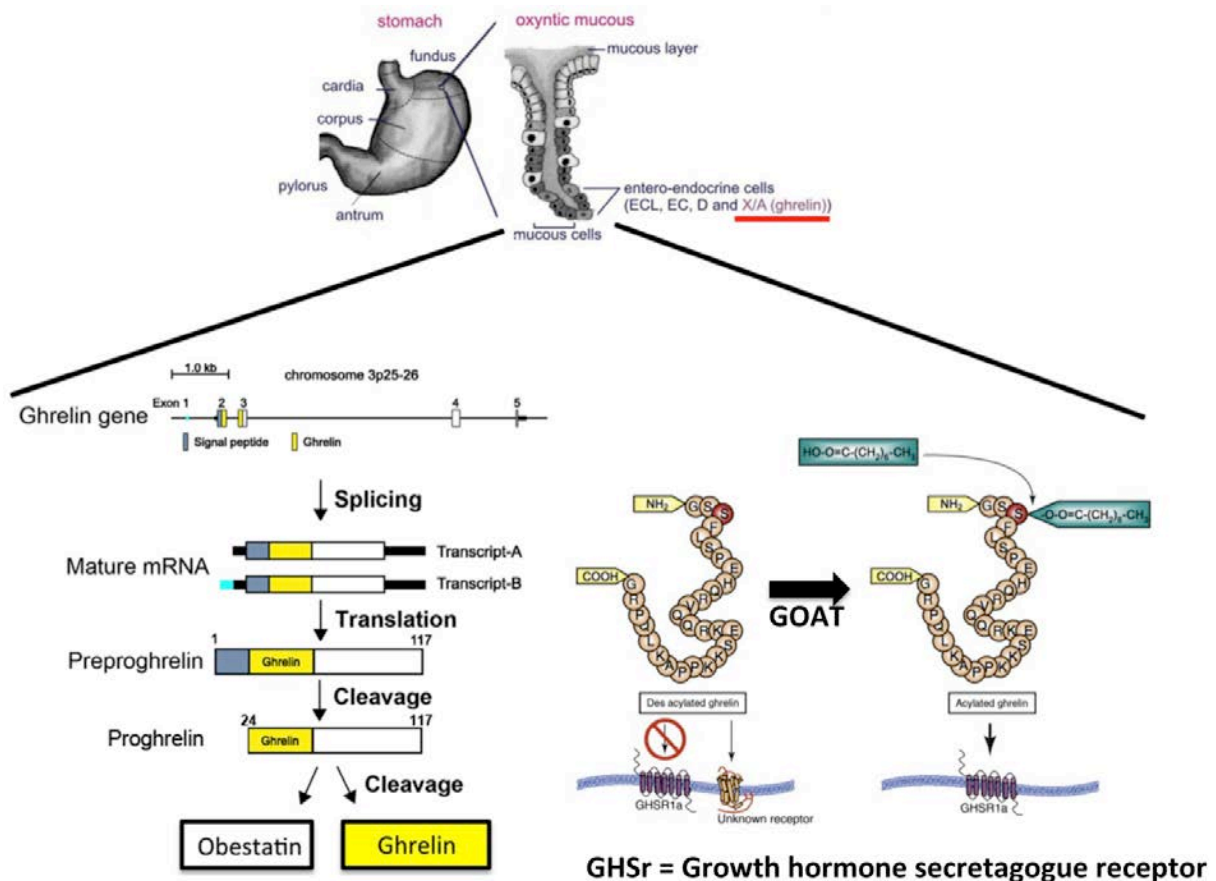 stomach
oxyntic mucous
fundus
cardia
corpus
pylorus
antrum
mucous layer
entero-endocrine cells
(ECL, EC, D and X/A (ghrelin))
mucous cells
1.0 kb
chromosome 3p25-26
Ghrelin gene
Exon 1 2 3 4 5
Signal peptide
Ghrelin
Splicing
Mature mRNA
Transcript-A
Transcript-B
Translation
1 117
Preproghrelin
Ghrelin
Cleavage
24 117
Proghrelin
Ghrelin
Cleavage
Obestatin
Ghrelin
NH2
G S S F L S P E H Q R V Q Q R K E S K K P P A K L Q P R G
COOH
Des acylated ghrelin
GHSR1a
Unknown receptor
GOAT
HO-O=C-(CH2)6-CH3
NH2
G S S F L S P E H Q R V Q Q R K E S K K P P A K L Q P R G
-O-O=C-(CH2)6-CH3
COOH
Acylated ghrelin
GHSR1a
GHSr = Growth hormone secretagogue receptor